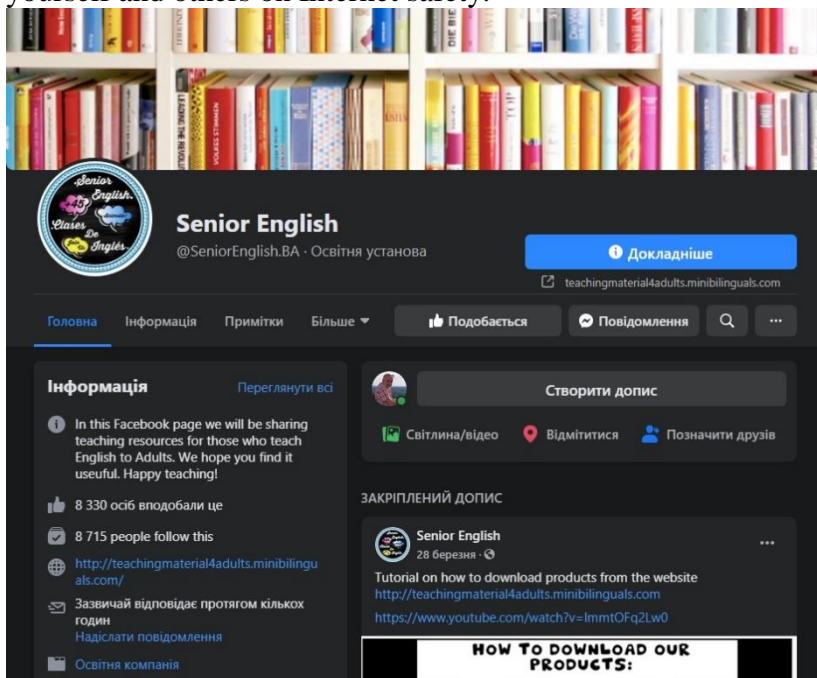 yourself and others on Internet safety.
Senior
English
+45
Clases
De
Inglés
Senior English
@SeniorEnglish.BA · Освітня установа
Докладніше
teachingmaterial4adults.minibilinguals.com
Головна Інформація Примітки Більше
Подобається
Повідомлення
Інформація
Переглянути всі
In this Facebook page we will be sharing
teaching resources for those who teach
English to Adults. We hope you find it
useuful. Happy teaching!
8 330 осіб вподобали це
8 715 people follow this
http://teachingmaterial4adults.minibilingu
als.com/
Зазвичай відповідає протягом кількох
годин
Надіслати повідомлення
Освітня компанія
Створити допис
Світлина/відео
Відмітитися
Позначити друзів
ЗАКРІПЛЕНИЙ ДОПИС
Senior English
28 березня
Tutorial on how to download products from the website
http://teachingmaterial4adults.minibilinguals.com
https://www.youtube.com/watch?v=ImmtOFq2Lw0
HOW TO DOWNLOAD OUR
PRODUCTS: